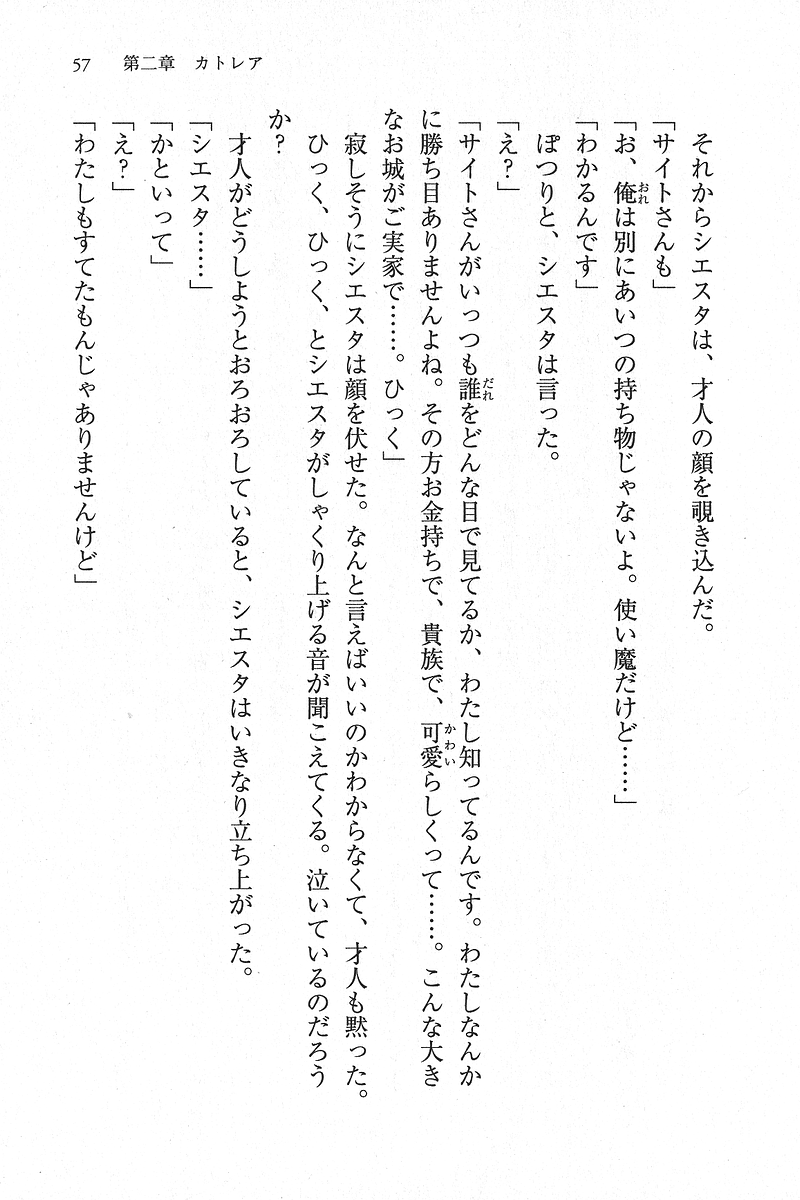 57 第二章 カトレア
それからシエスタは、才人の顔を覗き込んだ。
「サイトさんも」
「お、俺は別にあいつの持ち物じゃないよ。使い魔だけど……」
「わかるんです」
ぽつりと、シエスタは言った。
「え？」
「サイトさんがいっつも誰をどんな目で見てるか、わたし知ってるんです。わたしなんか
に勝ち目ありませんよね。その方お金持ちで、貴族で、可愛らしくって……。こんな大き
なお城がご実家で……。ひっく」
寂しそうにシエスタは顔を伏せた。なんと言えばいいのかわからなくて、才人も黙った。
ひっく、ひっく、とシエスタがしゃくり上げる音が聞こえてくる。泣いているのだろう
か？
才人がどうしようとおろおろしていると、シエスタはいきなり立ち上がった。
「シエスタ……」
「かといって」
「え？」
「わたしもすてたもんじゃありませんけど」